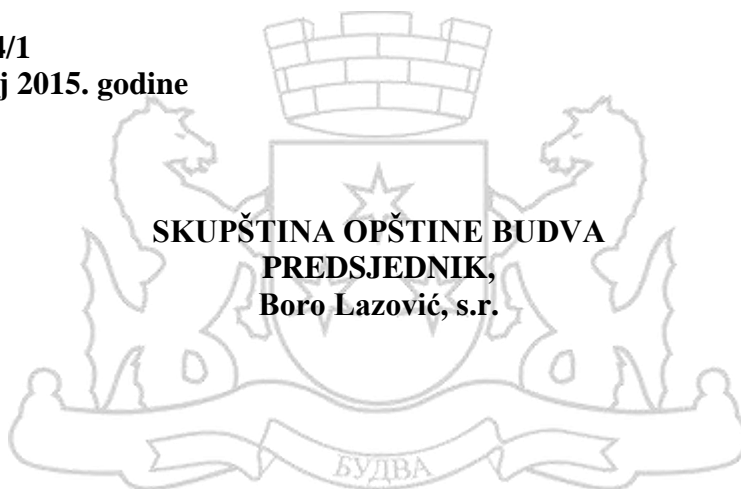 4/1
j 2015. godine
SKUPŠTINA OPŠTINE BUDVA
PREDSJEDNIK,
Boro Lazović, s.r.
БУДВА